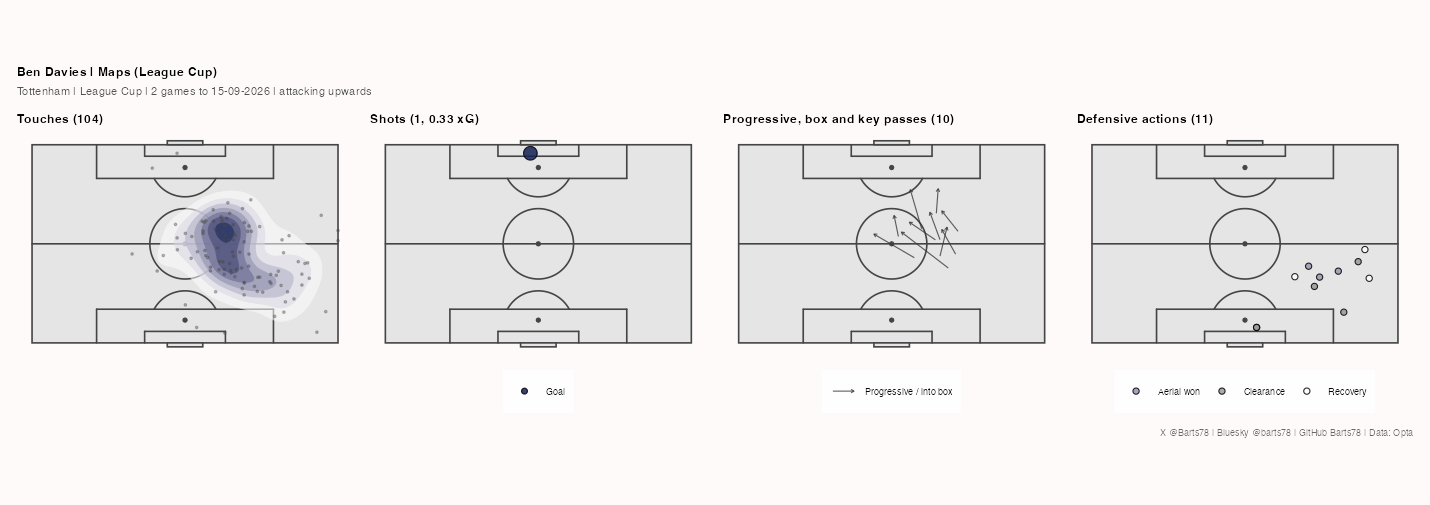 Ben Davies | Maps (League Cup)
Tottenham | League Cup | 2 games to 15-09-2026 | attacking upwards
Touches (104)
Shots (1, 0.33 xG)
Progressive, box and key passes (10)
Defensive actions (11)
Goal
Progressive / into box
Aerial won
Clearance
Recovery
X @Barts78 | Bluesky @barts78 | GitHub Barts78 | Data: Opta